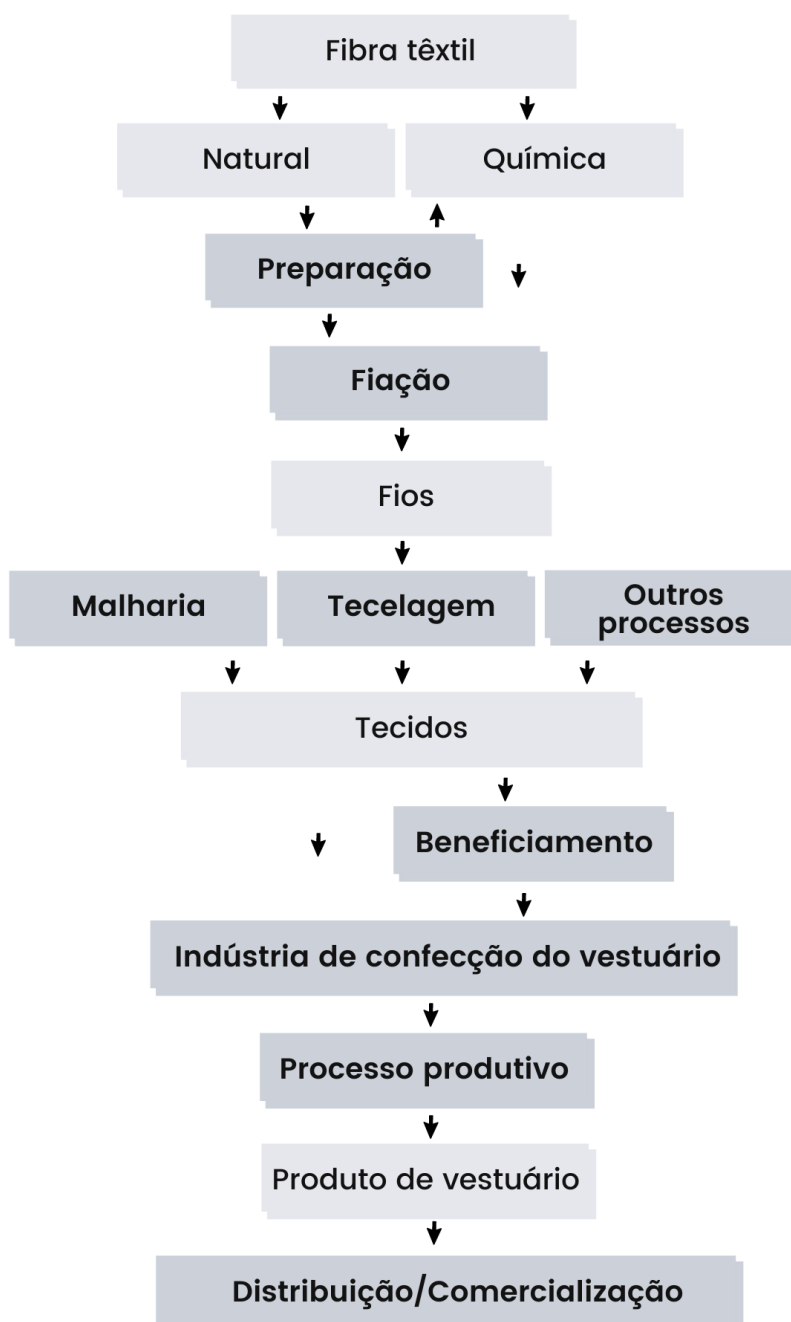 Fibra têxtil
Natural
Química
Preparação
Fiação
Fios
Malharia
Tecelagem
Outros
processos
Tecidos
Beneficiamento
Indústria de confecção do vestuário
Processo produtivo
Produto de vestuário
Distribuição/Comercialização